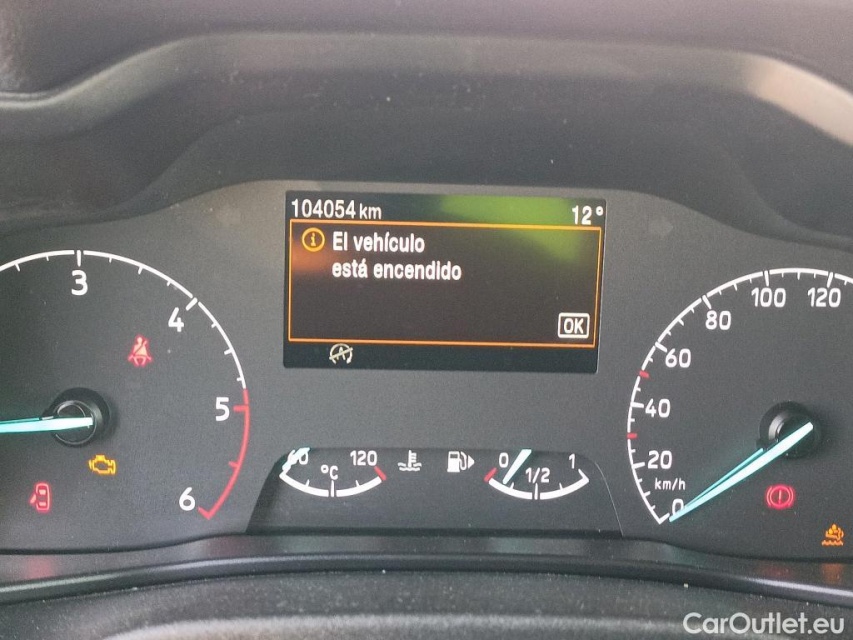 104054 km 12°
El vehículo
está encendido
OK
3
4
5
6
60 °C 120
0 1/2 1
0
20
40
60
80
100
120
km/h
CarOutlet.eu